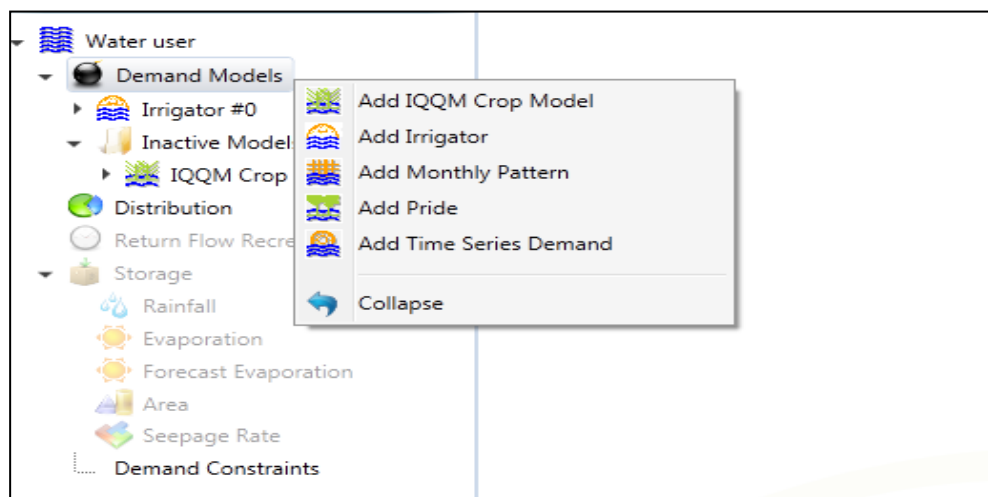 Water user
Demand Models
Irrigator #0
Inactive Model
IQQM Crop
Distribution
Return Flow Recre
Storage
Rainfall
Evaporation
Forecast Evaporation
Area
Seepage Rate
Demand Constraints
Add IQQM Crop Model
Add Irrigator
Add Monthly Pattern
Add Pride
Add Time Series Demand
Collapse